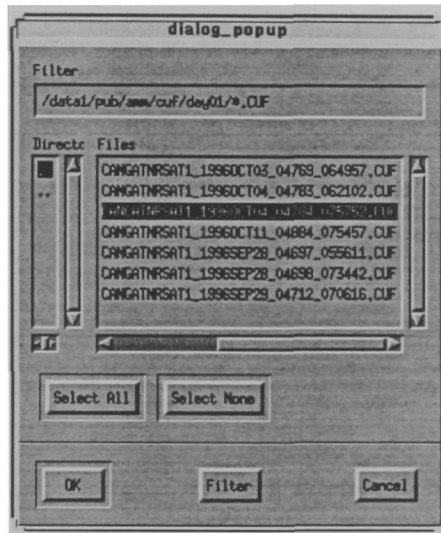 dialog_popup
Filter
/data1/pub/amm/cuf/day01/*.CUF
Directo Files
CANGATNRSAT1_1996OCT03_04769_064957.CUF
.. CANGATNRSAT1_1996OCT04_04783_062102.CUF
CANGATNRSAT1_1996OCT11_04884_075457.CUF
CANGATNRSAT1_1996SEP28_04697_055611.CUF
CANGATNRSAT1_1996SEP28_04698_073442.CUF
CANGATNRSAT1_1996SEP29_04712_070616.CUF
Select All Select None
OK Filter Cancel